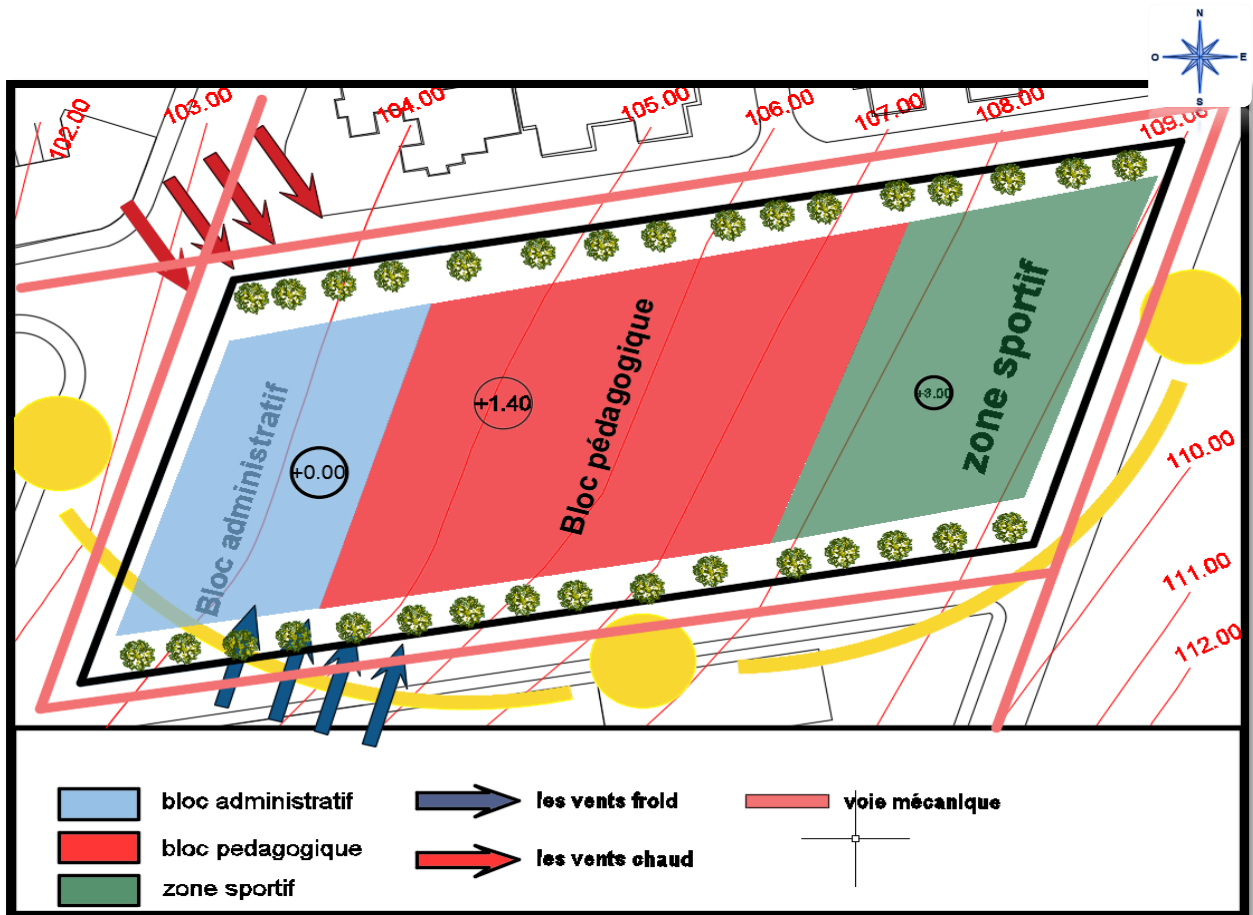 N
O
E
S
102.00
103.00
104.00
105.00
106.00
107.00
108.00
109.00
zone sportif
Bloc pédagogique
+3.00
+1.40
Bloc administratif
+0.00
110.00
111.00
112.00
bloc administratif
bloc pedagogique
zone sportif
les vents froid
les vents chaud
voie mécanique